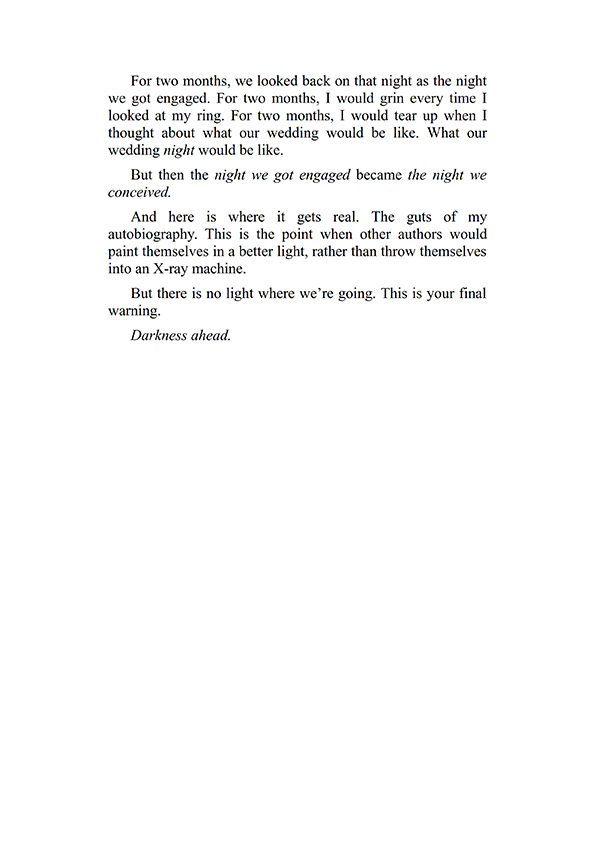 For two months, we looked back on that night as the night
we got engaged. For two months, I would grin every time I
looked at my ring. For two months, I would tear up when I
thought about what our wedding would be like. What our
wedding night would be like.
But then the night we got engaged became the night we
conceived.
And here is where it gets real. The guts of my
autobiography. This is the point when other authors would
paint themselves in a better light, rather than throw themselves
into an X-ray machine.
But there is no light where we’re going. This is your final
warning.
Darkness ahead.